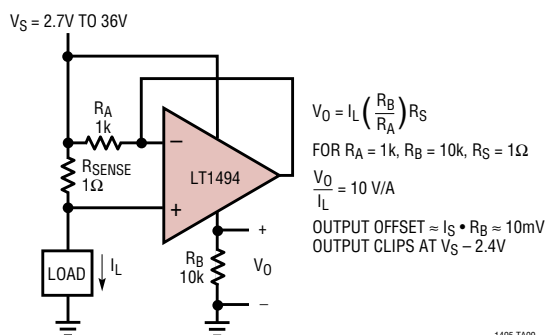 VS = 2.7V TO 36V
RA
1k
RSENSE
1Ω
LT1494
−
+
LOAD
IL
RB
10k
+
VO
−
VO = IL(RB/RA)RS
FOR RA = 1k, RB = 10k, RS = 1Ω
VO/IL = 10 V/A
OUTPUT OFFSET ≈ IS • RB ≈ 10mV
OUTPUT CLIPS AT VS – 2.4V
1495 TA09